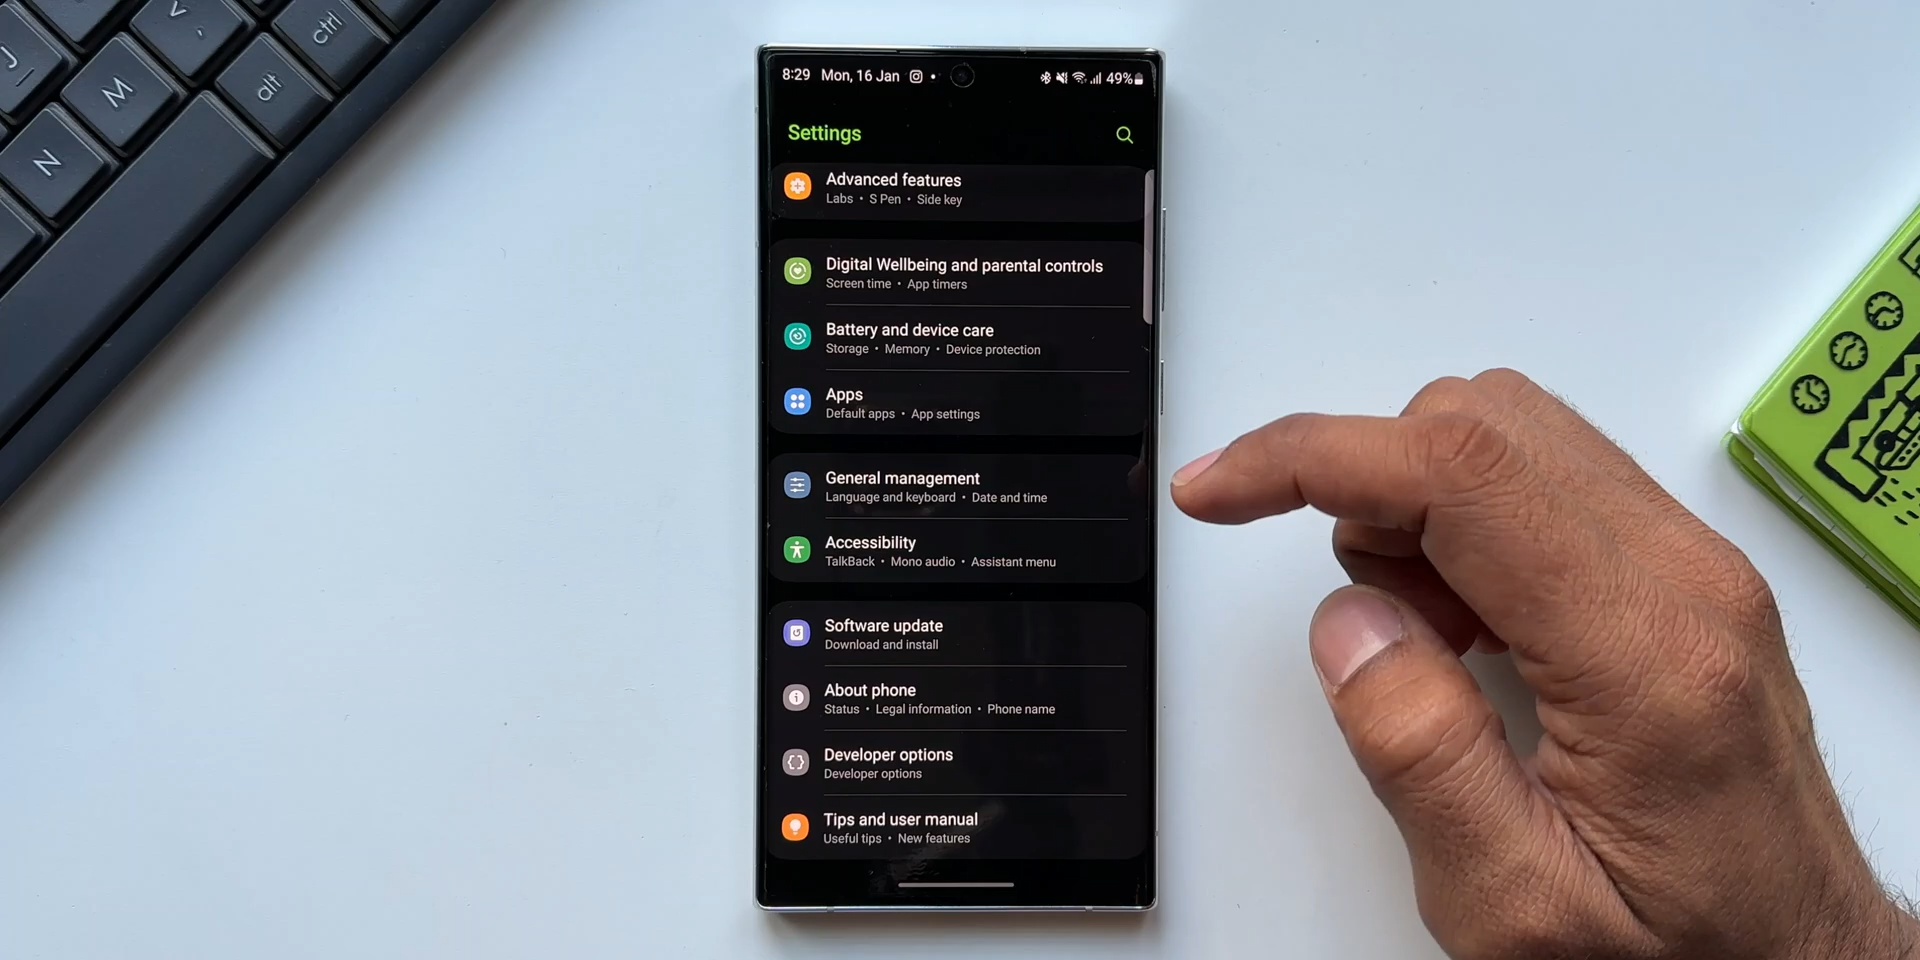 J
M
N
alt
ctrl
8:29 Mon, 16 Jan
49%
Settings
Advanced features
Labs • S Pen • Side key
Digital Wellbeing and parental controls
Screen time • App timers
Battery and device care
Storage • Memory • Device protection
Apps
Default apps • App settings
General management
Language and keyboard • Date and time
Accessibility
TalkBack • Mono audio • Assistant menu
Software update
Download and install
About phone
Status • Legal information • Phone name
Developer options
Developer options
Tips and user manual
Useful tips • New features